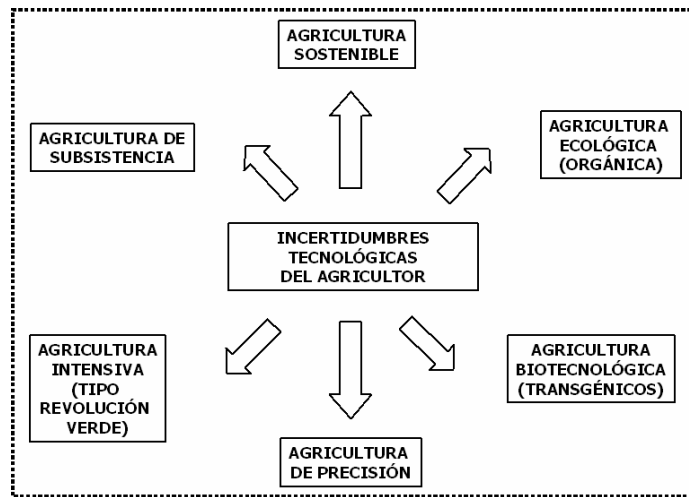 AGRICULTURA
SOSTENIBLE
AGRICULTURA DE
SUBSISTENCIA
AGRICULTURA
ECOLÓGICA
(ORGÁNICA)
INCERTIDUMBRES
TECNOLÓGICAS
DEL AGRICULTOR
AGRICULTURA
INTENSIVA
(TIPO
REVOLUCIÓN
VERDE)
AGRICULTURA
BIOTECNOLÓGICA
(TRANSGÉNICOS)
AGRICULTURA
DE PRECISIÓN